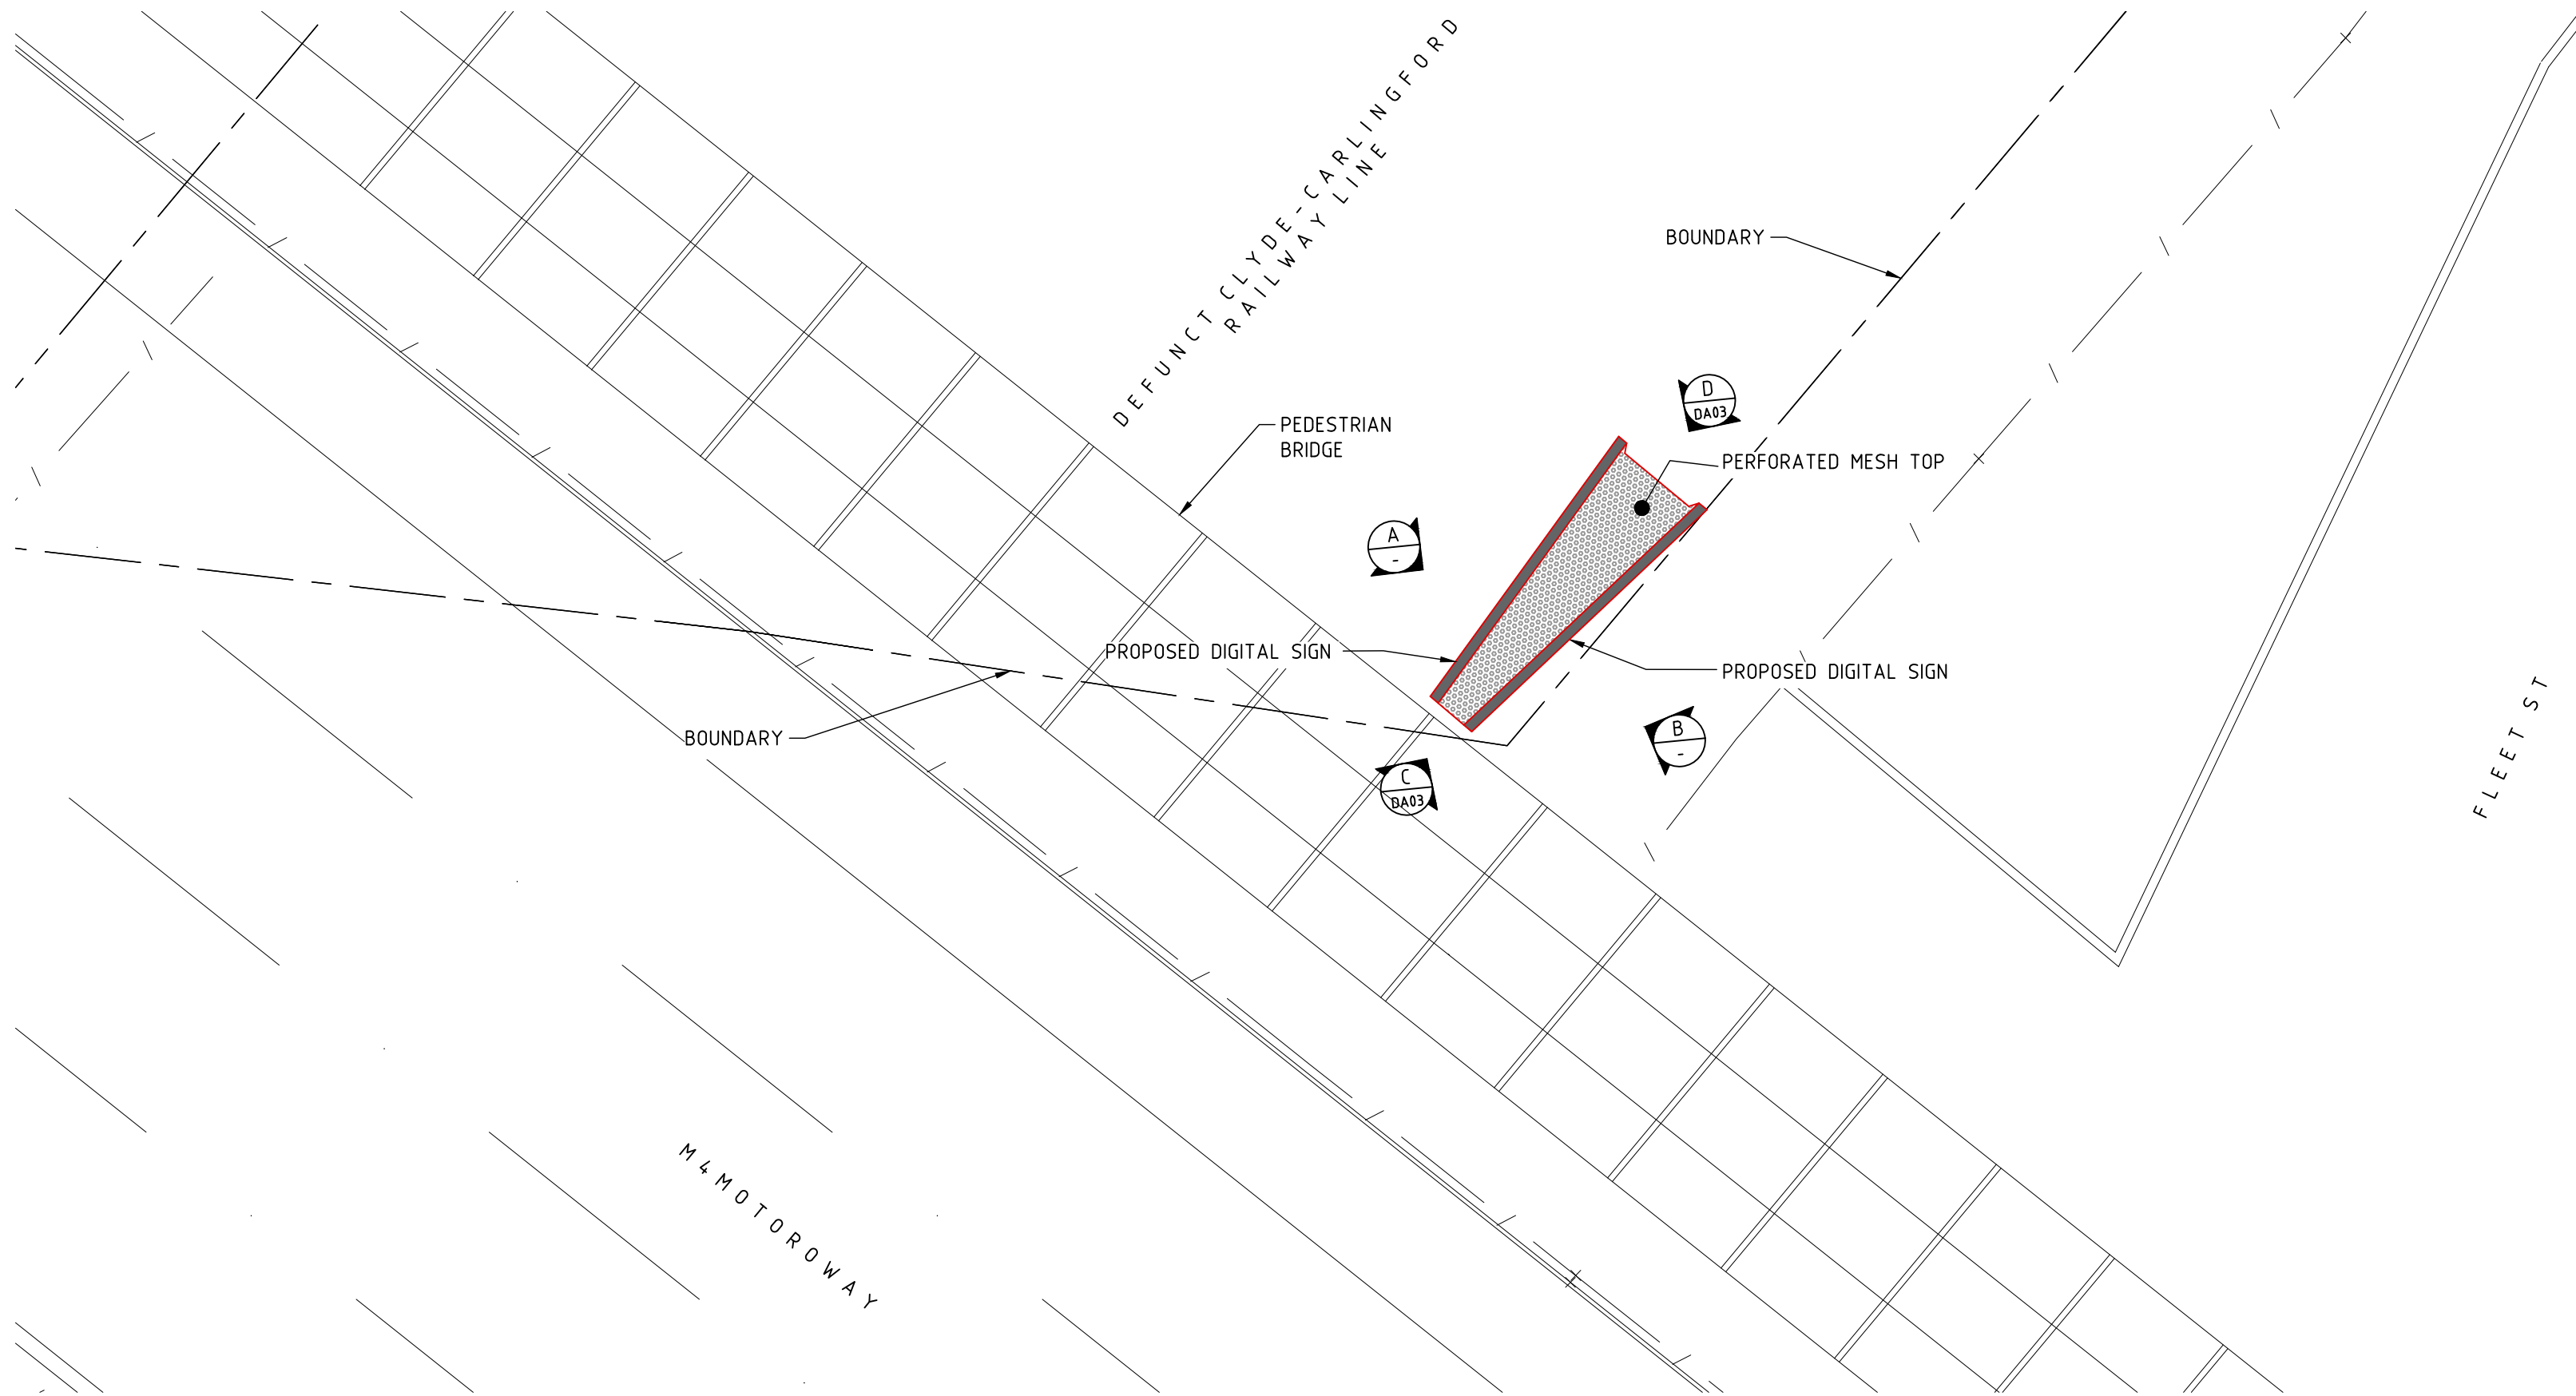 DEFUNCT CLYDE-CARLINGFORD
RAILWAY LINE
BOUNDARY
D
DA03
PEDESTRIAN
BRIDGE
PERFORATED MESH TOP
A
-
PROPOSED DIGITAL SIGN
PROPOSED DIGITAL SIGN
BOUNDARY
B
-
C
DA03
FLEET ST
M4MOTOROWAY